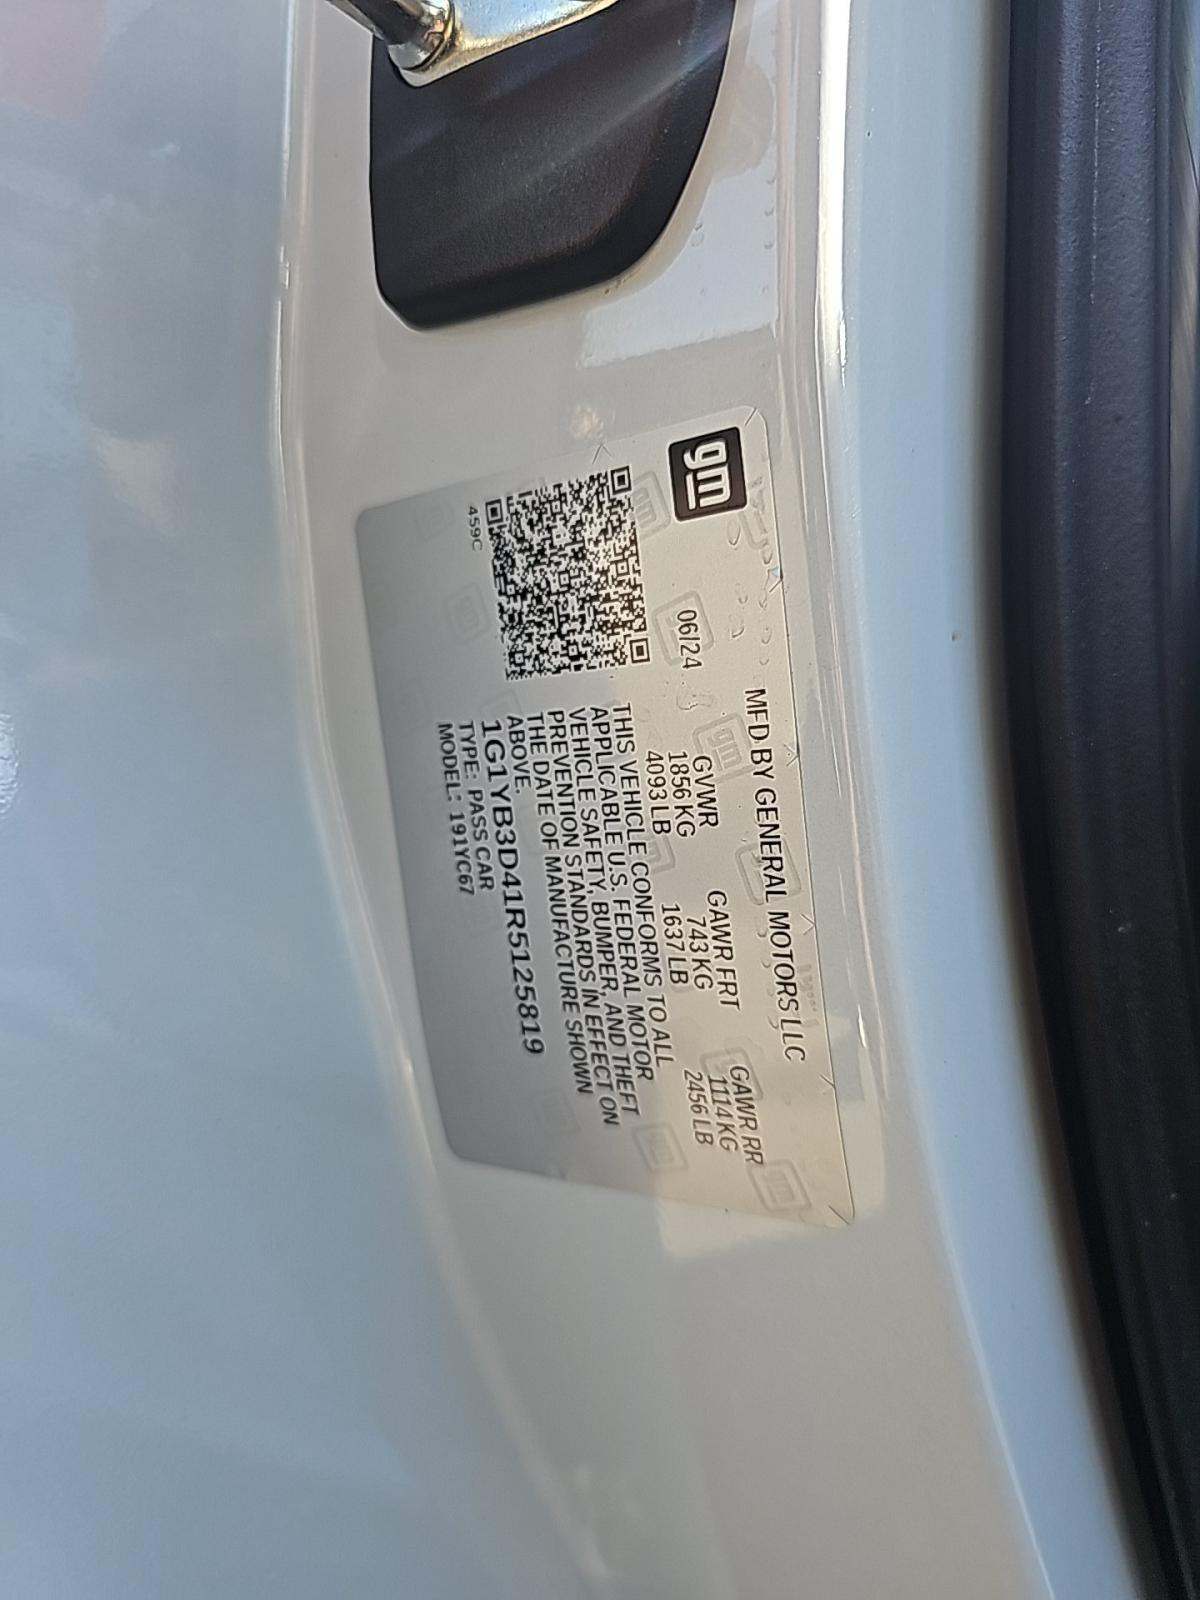 gm
MFD BY GENERAL MOTORS LLC
06/24
GVWR GAWR FRT GAWR RR
1856 KG 743 KG 1114 KG
4093 LB 1637 LB 2456 LB
THIS VEHICLE CONFORMS TO ALL
APPLICABLE U.S. FEDERAL MOTOR
VEHICLE SAFETY, BUMPER, AND THEFT
PREVENTION STANDARDS IN EFFECT ON
THE DATE OF MANUFACTURE SHOWN
ABOVE.
1G1YB3D41R5125819
TYPE: PASS CAR
MODEL: 191YC67
459C